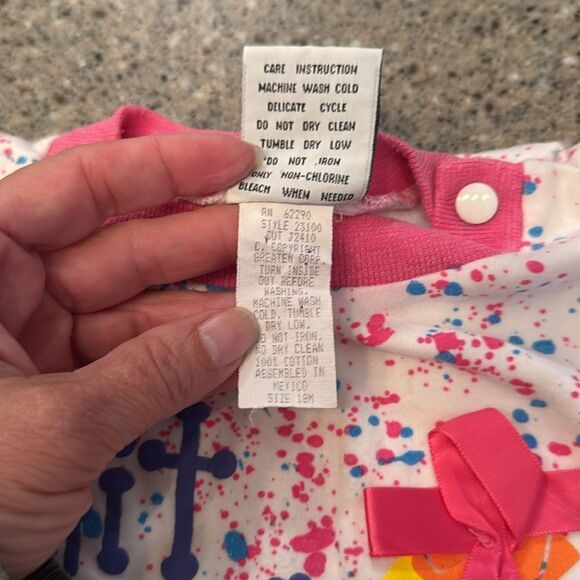 CARE INSTRUCTION
MACHINE WASH COLD
DELICATE CYCLE
DO NOT DRY CLEAN
TUMBLE DRY LOW
DO NOT IRON
ONLY NON-CHLORINE
BLEACH WHEN NEEDED
RN 62290
STYLE 23100
CUT J2410
COPYRIGHT
GREATEN CORP.
TURN INSIDE
OUT BEFORE
WASHING.
MACHINE WASH
COLD. TUMBLE
DRY LOW.
DO NOT IRON.
NO DRY CLEAN
100% COTTON
ASSEMBLED IN
MEXICO
SIZE 18M